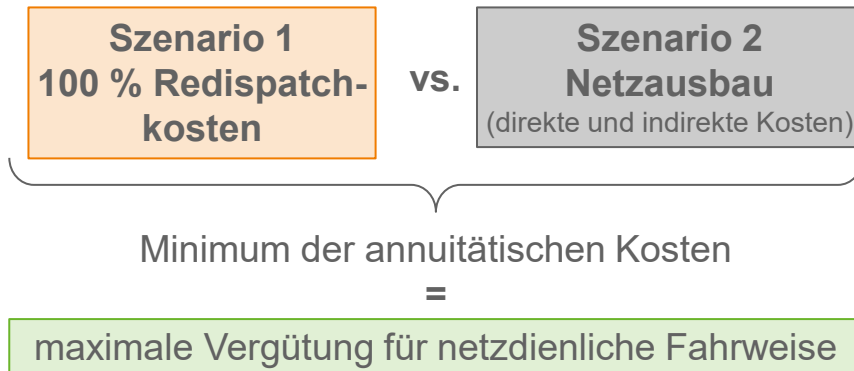 Szenario 1
100 % Redispatch-
kosten
vs.
Szenario 2
Netzausbau
(direkte und indirekte Kosten)
Minimum der annuitätischen Kosten
=
maximale Vergütung für netzdienliche Fahrweise